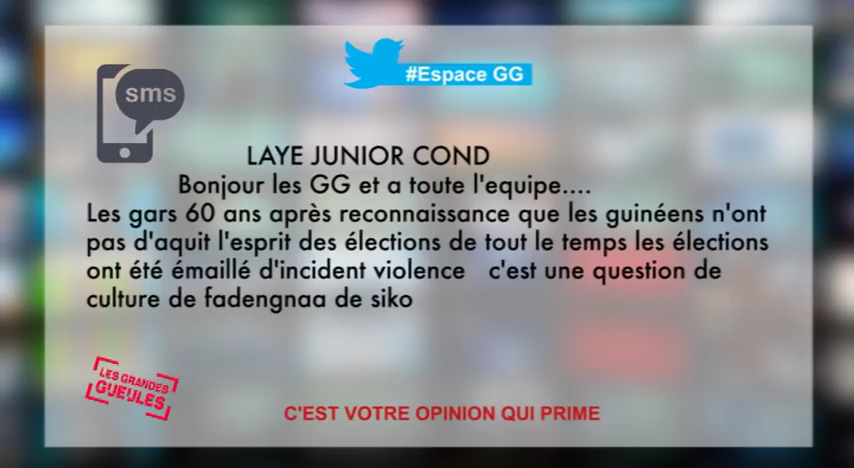 #Espace GG
sms
LAYE JUNIOR COND
Bonjour les GG et a toute l'equipe....
Les gars 60 ans après reconnaissance que les guinéens n'ont
pas d'aquit l'esprit des élections de tout le temps les élections
ont été émaillé d'incident violence c'est une question de
culture de fadengnaa de siko
LES GRANDES
GUEULES
C'EST VOTRE OPINION QUI PRIME